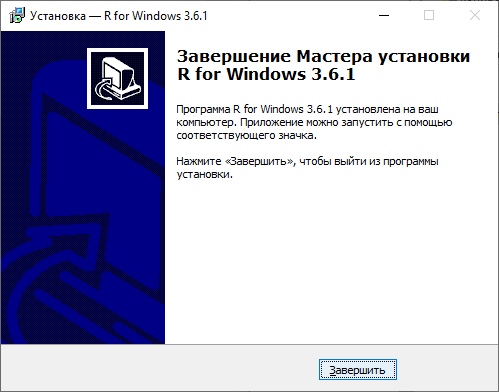 Установка — R for Windows 3.6.1
Завершение Мастера установки
R for Windows 3.6.1
Программа R for Windows 3.6.1 установлена на ваш
компьютер. Приложение можно запустить с помощью
соответствующего значка.
Нажмите «Завершить», чтобы выйти из программы
установки.
Завершить